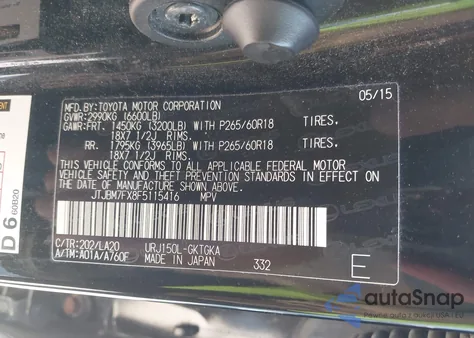 MFD. BY: TOYOTA MOTOR CORPORATION 05/15
GVWR: 2990KG (6600LB)
GAWR: FRT. 1450KG (3200LB) WITH P265/60R18 TIRES.
18X7 1/2J RIMS.
RR. 1795KG (3965LB) WITH P265/60R18 TIRES.
18X7 1/2J RIMS.
THIS VEHICLE CONFORMS TO ALL APPLICABLE FEDERAL MOTOR
VEHICLE SAFETY, BUMPER, AND THEFT PREVENTION STANDARDS IN EFFECT
ON THE DATE OF MANUFACTURE SHOWN ABOVE.
JTJBM7FX8F5115416 MPV
C/TR: 202/LA20 URJ150L-GKTGKA
A/TM: A01A/A760F MADE IN JAPAN 332 E
D6
60B20
autoSnap